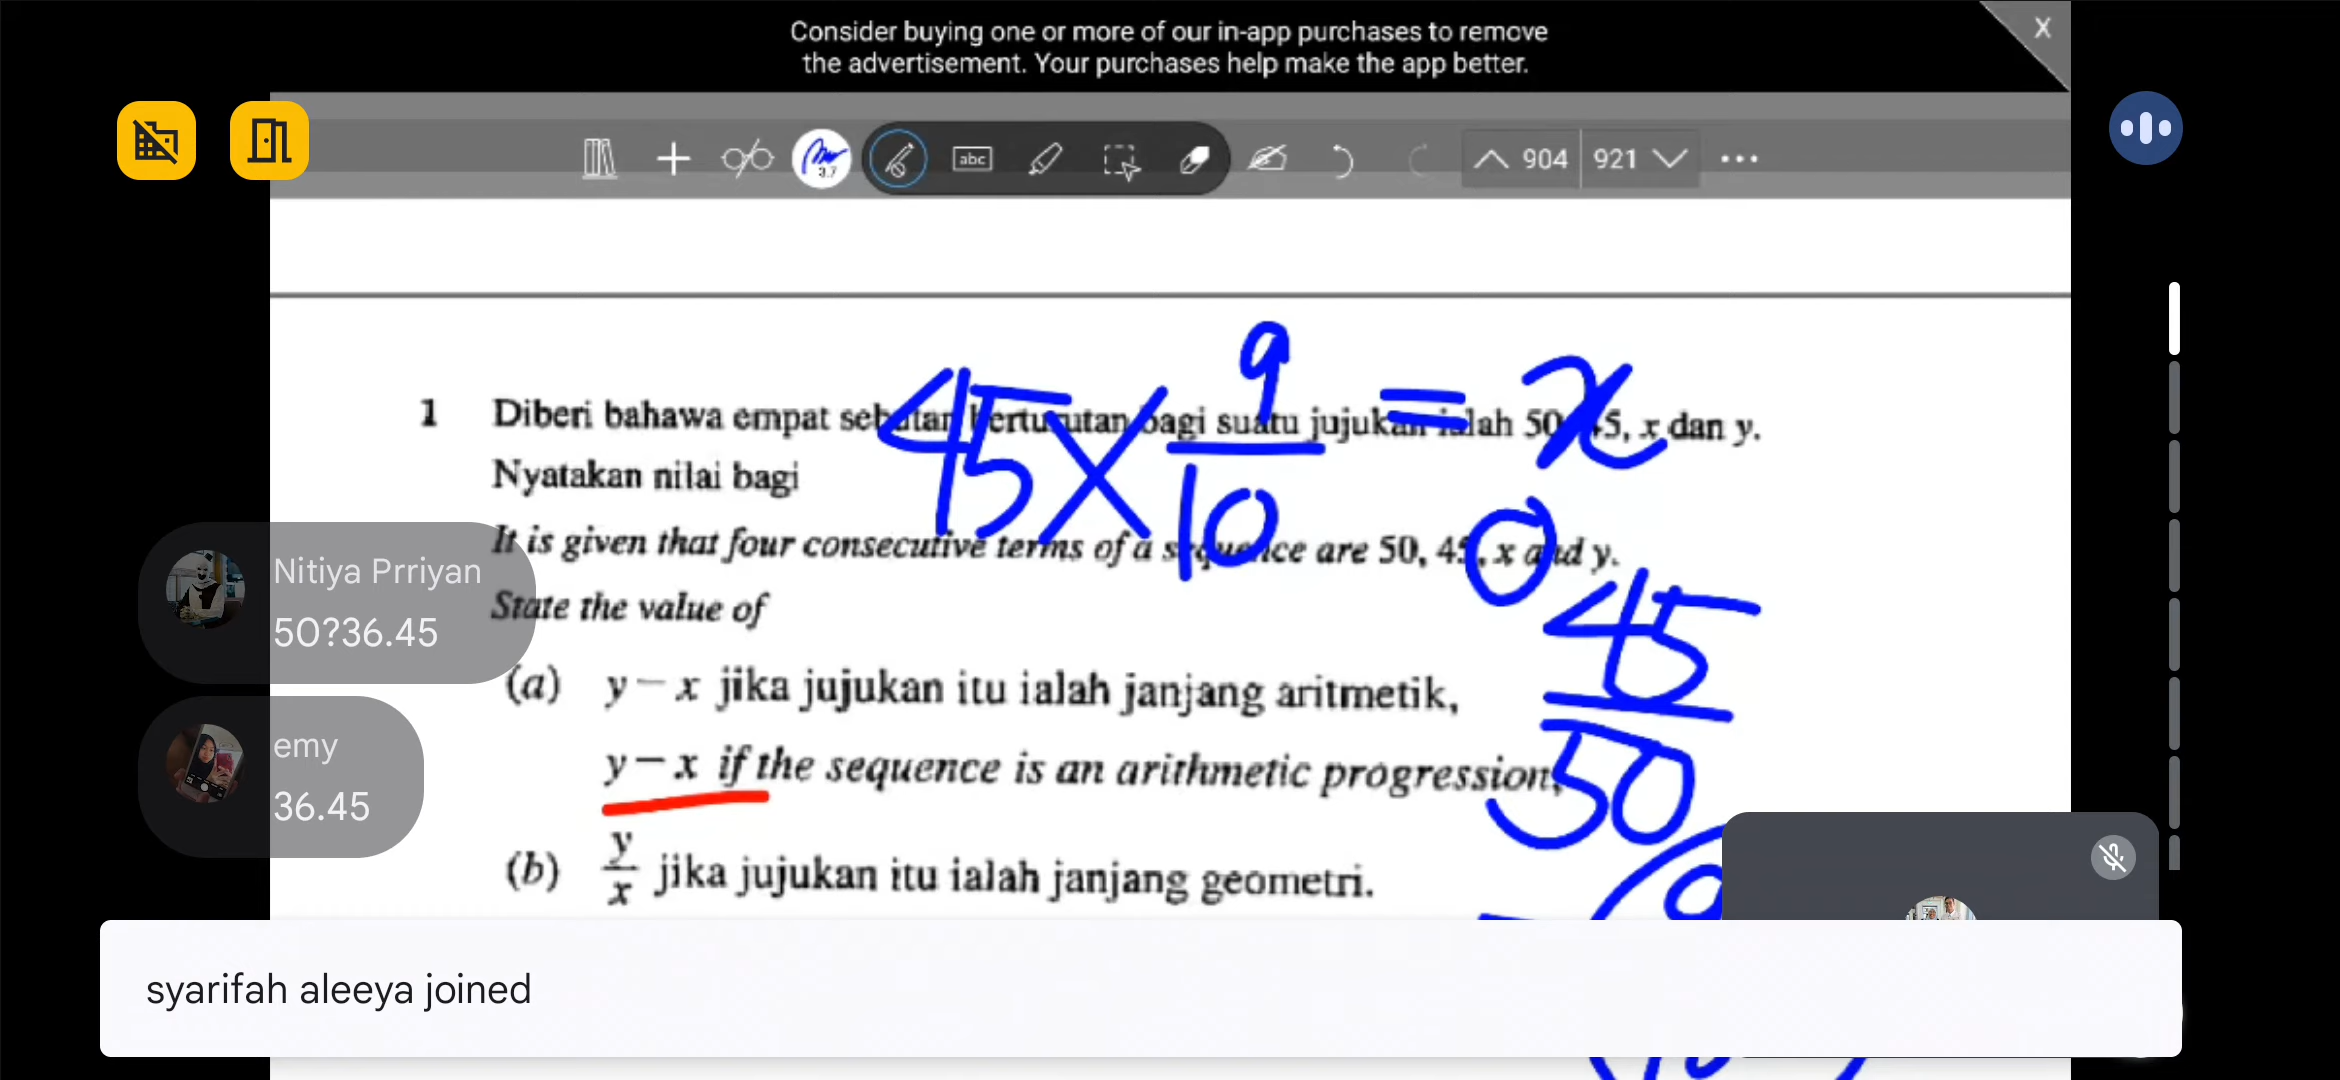 Consider buying one or more of our in-app purchases to remove
the advertisement. Your purchases help make the app better.
X
3.7
abc
904
921
45 × 9/10 = x
1 Diberi bahawa empat sebutan berturutan bagi suatu jujukan ialah 50, 45, x dan y.
Nyatakan nilai bagi
It is given that four consecutive terms of a sequence are 50, 45, x and y.
State the value of
45
50
(a) y − x jika jujukan itu ialah janjang aritmetik,
y − x if the sequence is an arithmetic progression,
(b) y/x jika jujukan itu ialah janjang geometri.
Nitiya Prriyan
50?36.45
emy
36.45
syarifah aleeya joined